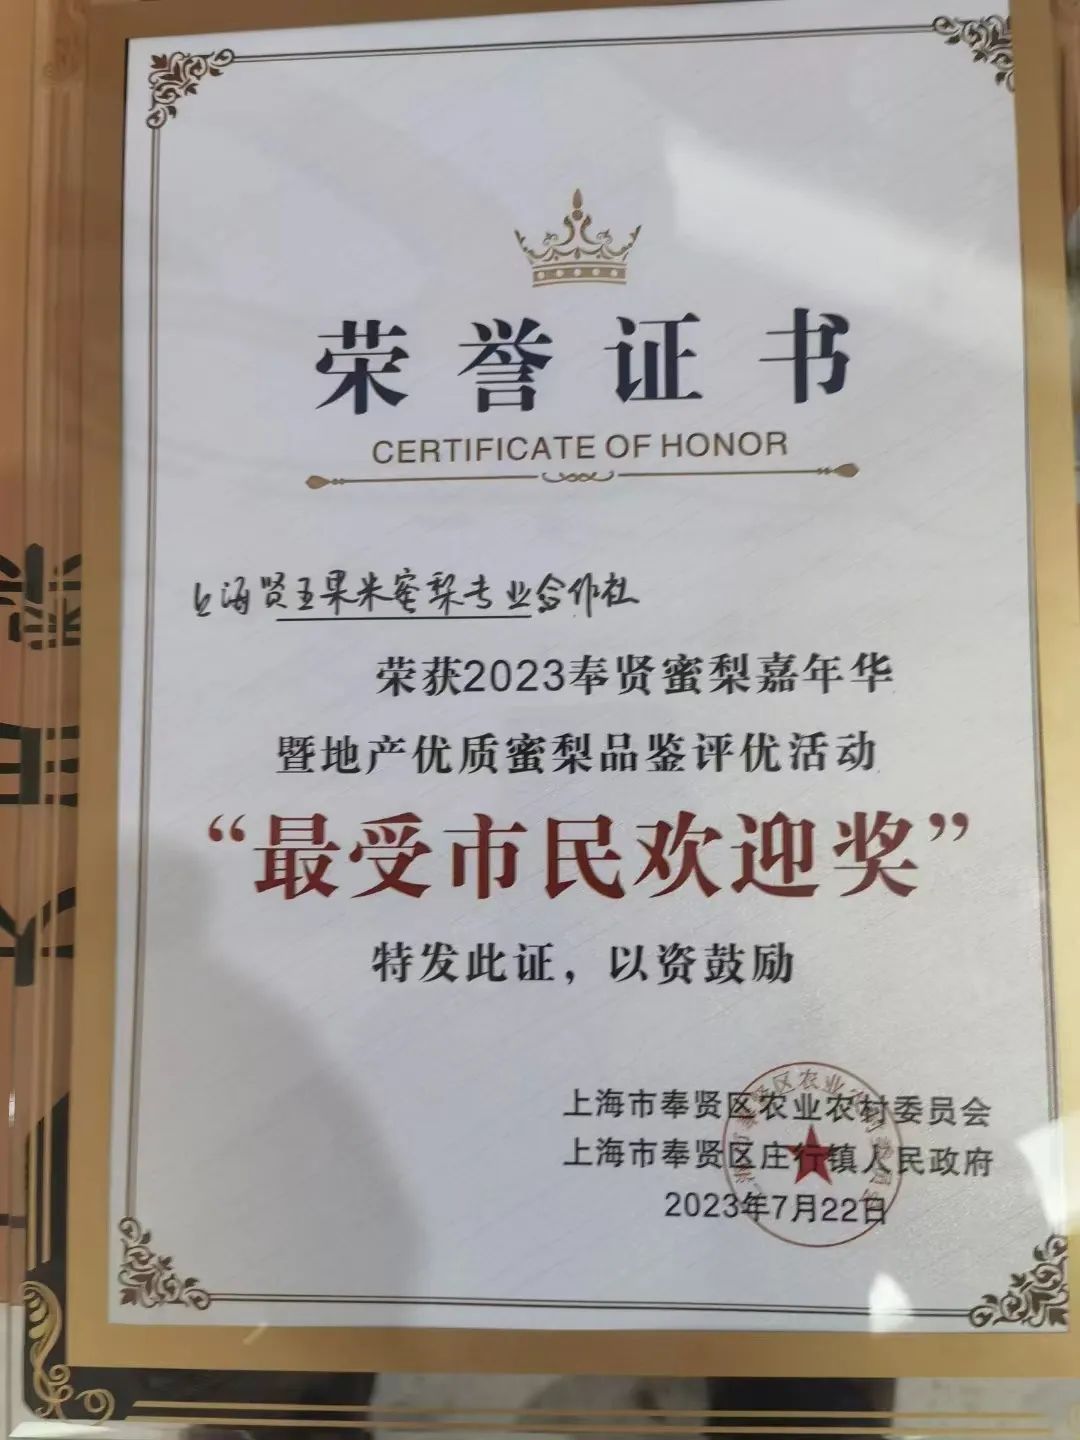 荣誉证书
CERTIFICATE OF HONOR
上海贤王果米蜜梨专业合作社
荣获2023奉贤蜜梨嘉年华
暨地产优质蜜梨品鉴评优活动
“最受市民欢迎奖”
特发此证，以资鼓励
上海市奉贤区农业农村委员会
上海市奉贤区庄行镇人民政府
2023年7月22日